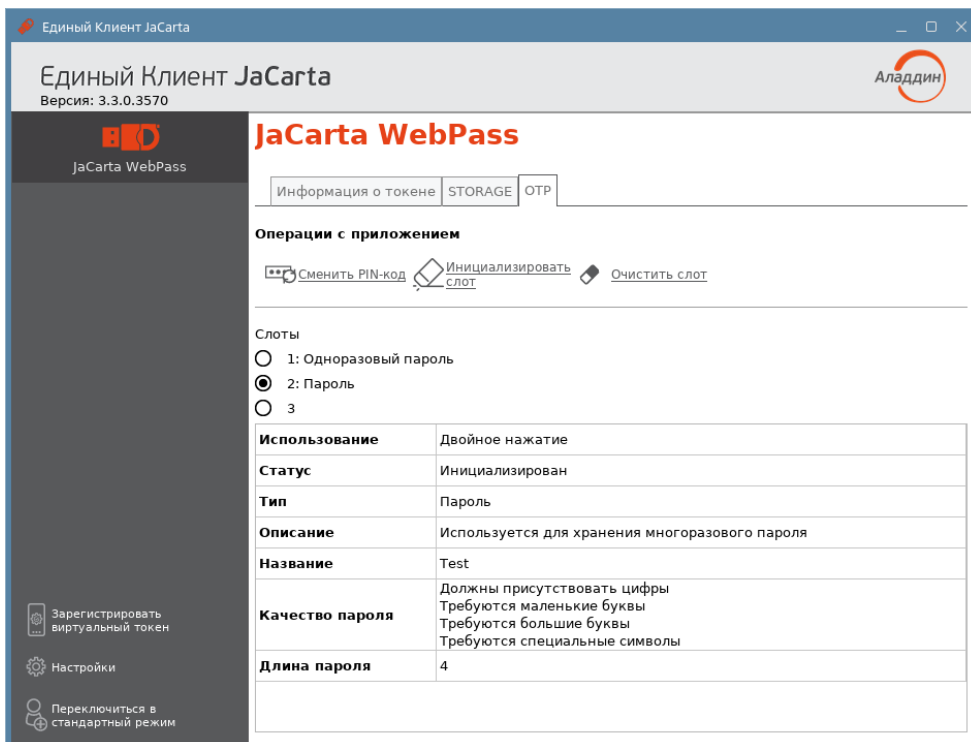 Единый Клиент JaCarta
Единый Клиент JaCarta
Версия: 3.3.0.3570
Аладдин
JaCarta WebPass
JaCarta WebPass
Информация о токене
STORAGE
OTP
Операции с приложением
Сменить PIN-код
Инициализировать
слот
Очистить слот
Слоты
1: Одноразовый пароль
2: Пароль
3
Использование
Двойное нажатие
Статус
Инициализирован
Тип
Пароль
Описание
Используется для хранения многоразового пароля
Название
Test
Качество пароля
Должны присутствовать цифры
Требуются маленькие буквы
Требуются большие буквы
Требуются специальные символы
Длина пароля
4
Зарегистрировать
виртуальный токен
Настройки
Переключиться в
стандартный режим